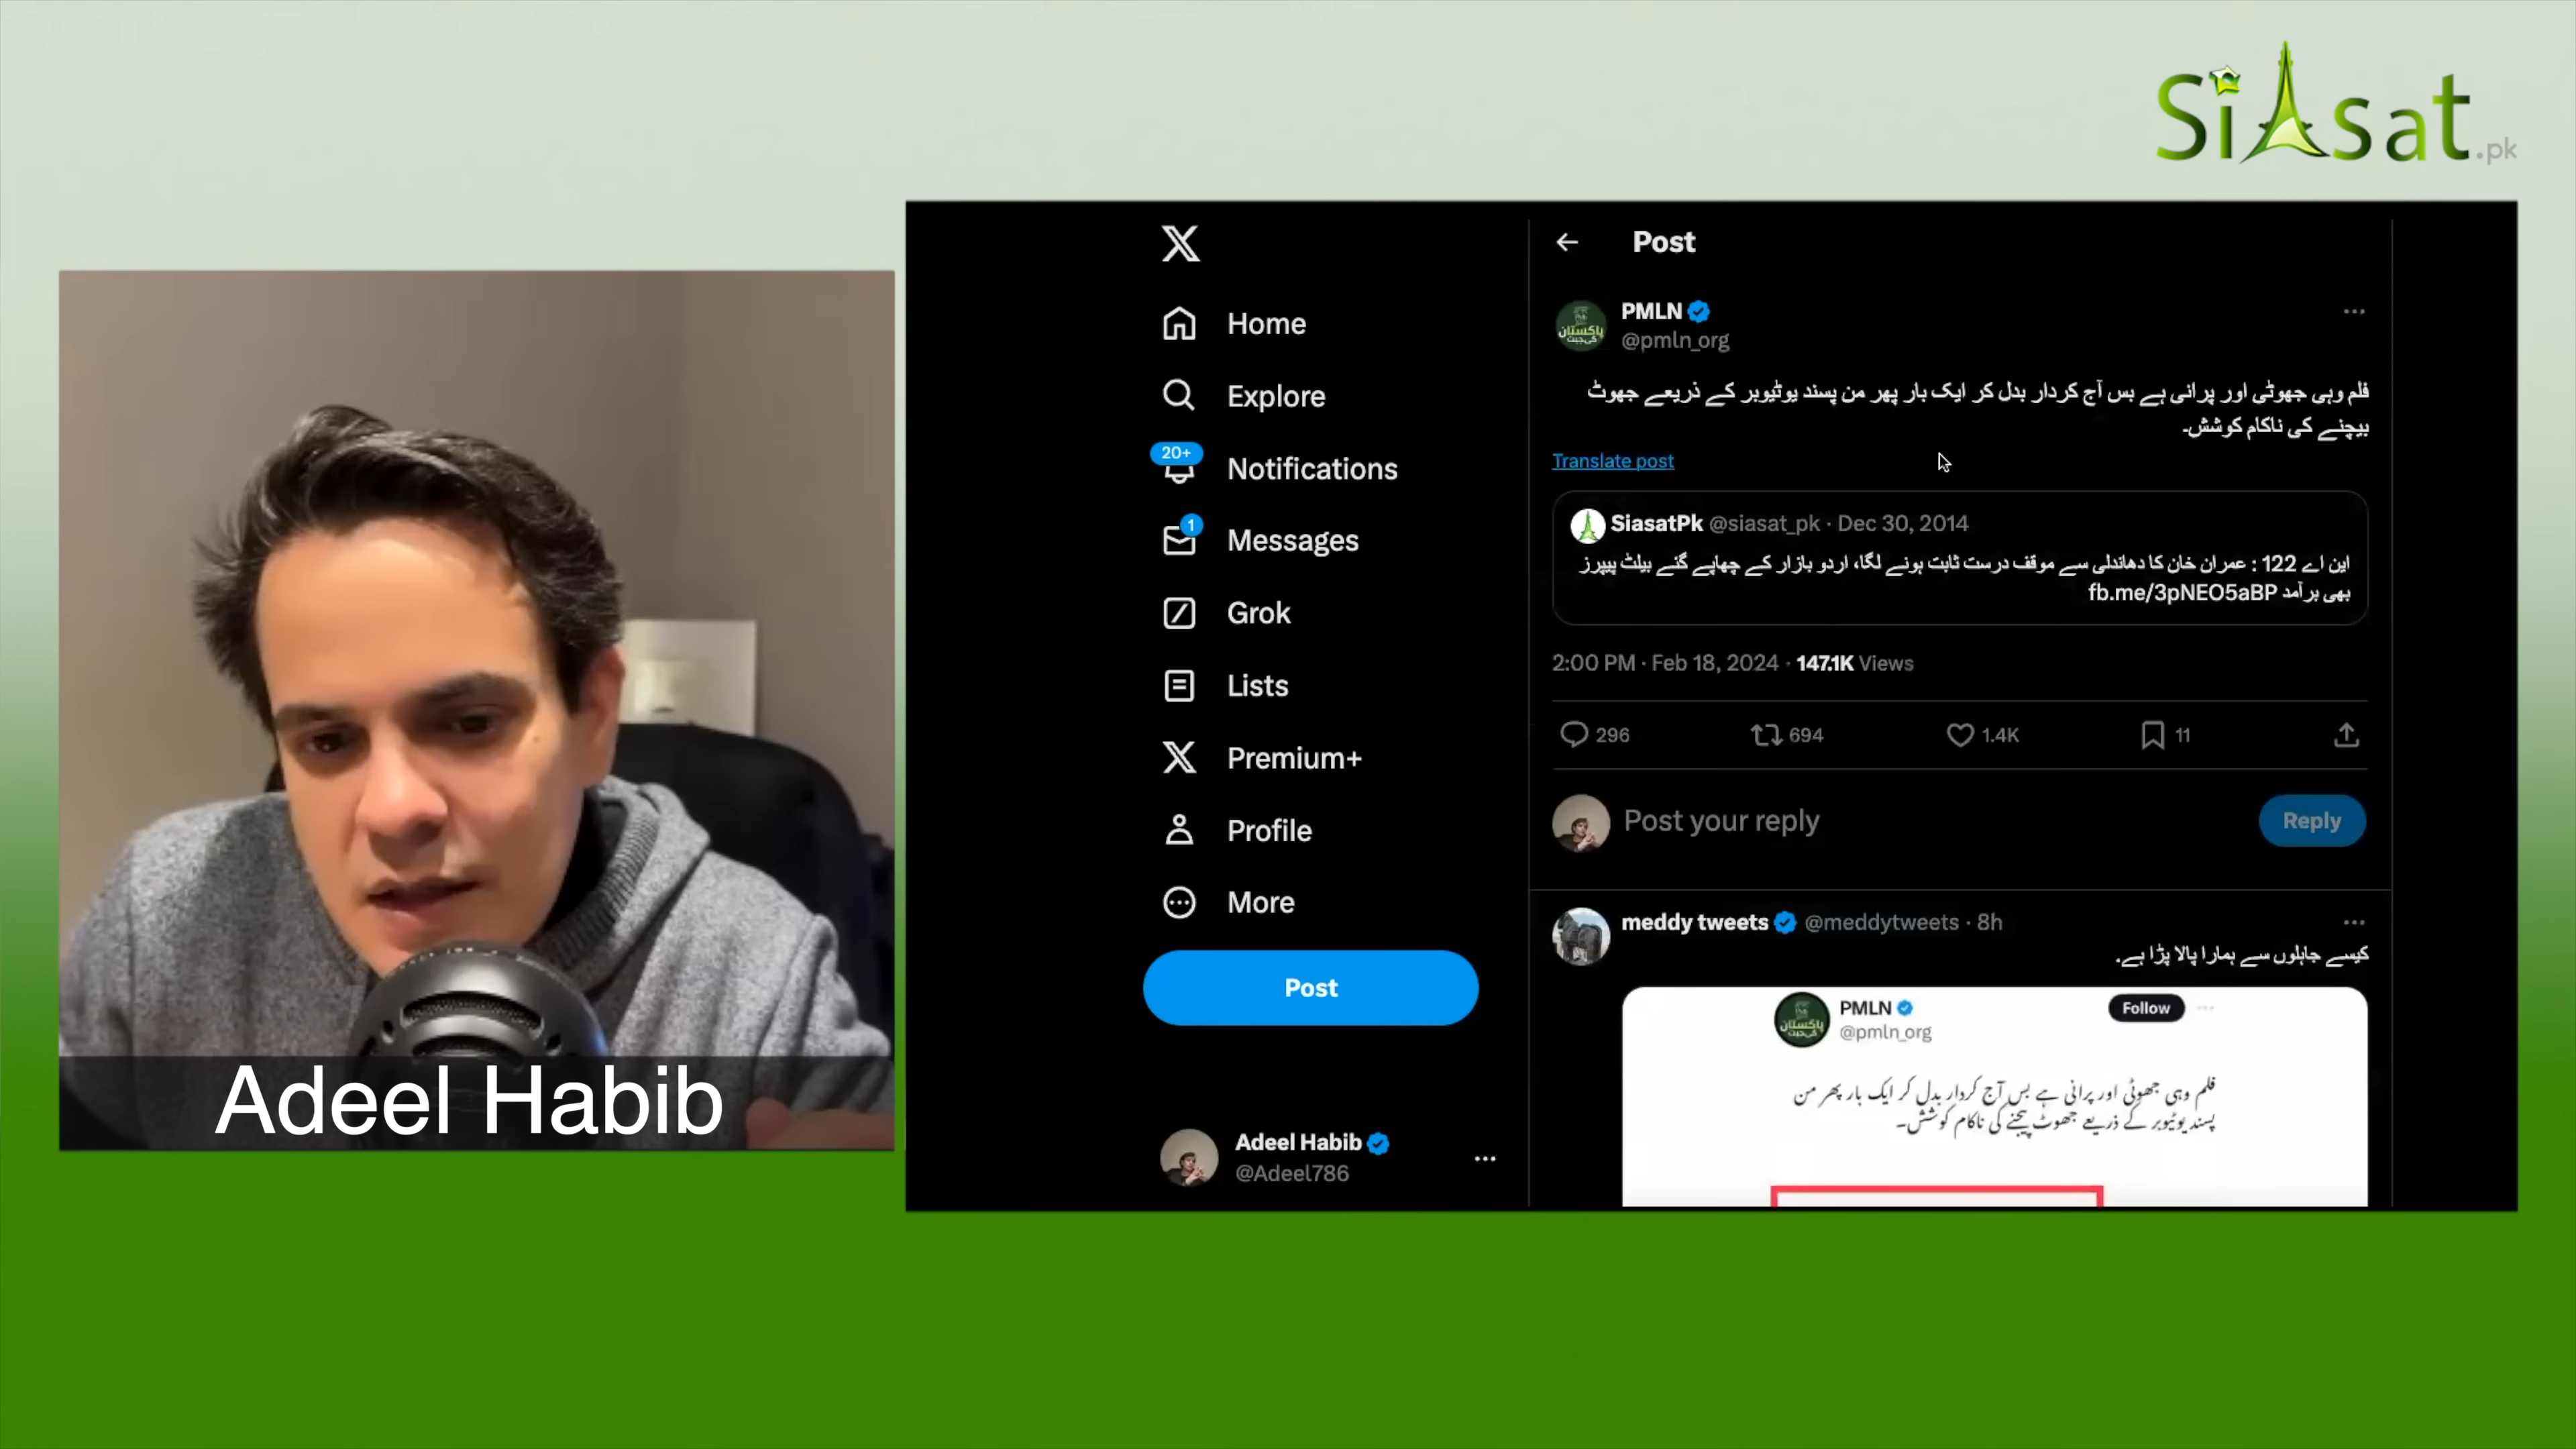 SiAsat.pk
Adeel Habib
Home
Explore
20+
Notifications
1
Messages
Grok
Lists
Premium+
Profile
More
Post
Adeel Habib
@Adeel786
Post
PMLN
@pmln_org
فلم وہی جھوٹی اور پرانی ہے بس آج کردار بدل کر ایک بار پھر من پسند یوٹیوبر کے ذریعے جھوٹ
بیچنے کی ناکام کوشش۔
Translate post
SiasatPk @siasat_pk · Dec 30, 2014
این اے 122 : عمران خان کا دھاندلی سے موقف درست ثابت ہونے لگا، اردو بازار کے چھاپے گئے بیلٹ پیپرز
بھی برآمد fb.me/3pNEO5aBP
2:00 PM · Feb 18, 2024 · 147.1K Views
296 694 1.4K 11
Post your reply
Reply
meddy tweets @meddytweets · 8h
کیسے جاہلوں سے ہمارا پالا پڑا ہے.
PMLN
Follow
@pmln_org
فلم وہی جھوٹی اور پرانی ہے بس آج کردار بدل کر ایک بار پھر من
پسند یوٹیوبر کے ذریعے جھوٹ بیچنے کی ناکام کوشش۔